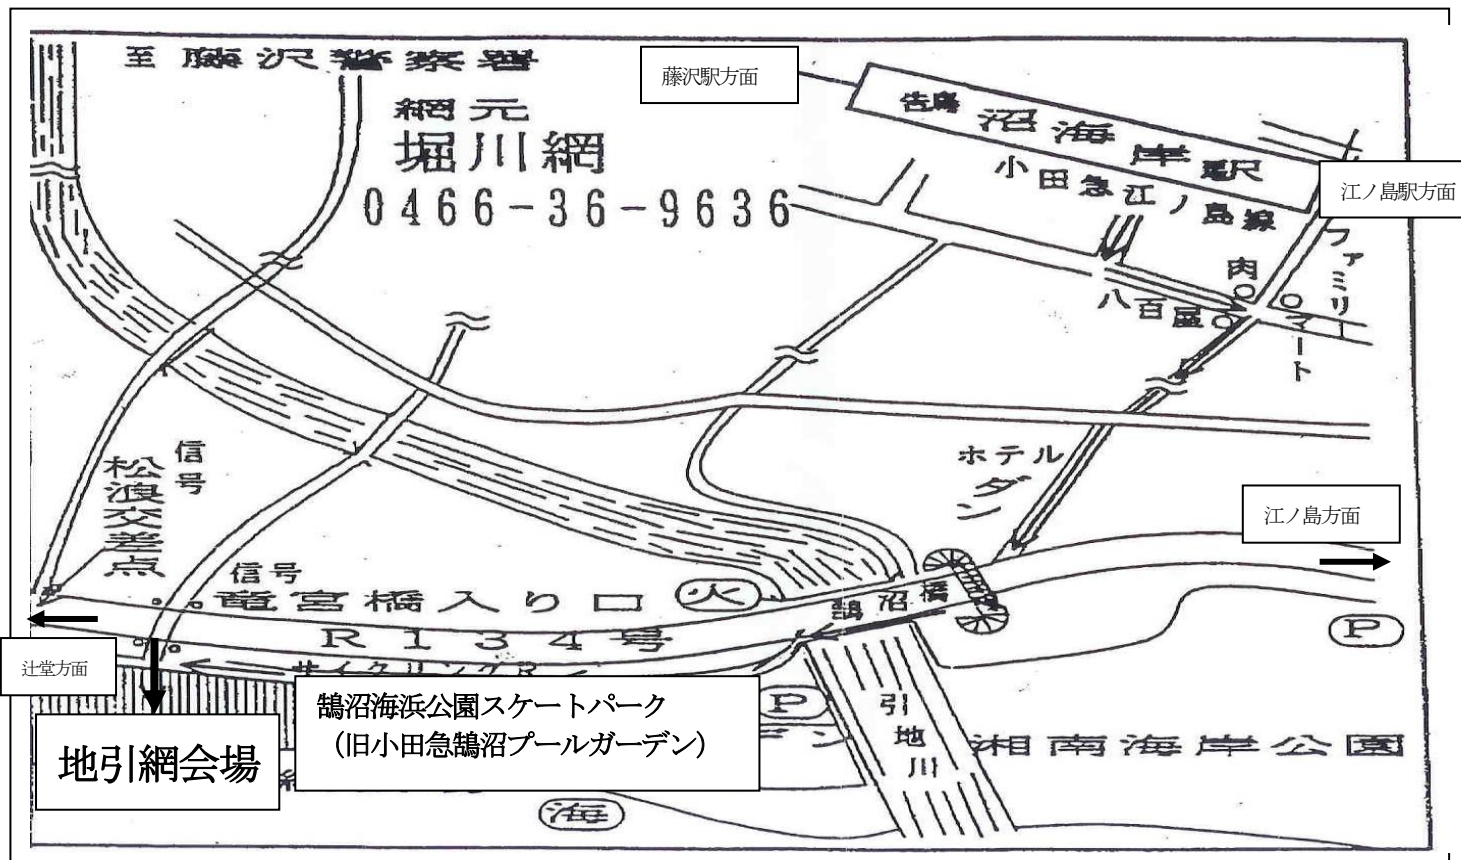 至 藤沢警察署
藤沢駅方面
網元
堀川網
0466-36-9636
鵠沼海岸駅
小田急江ノ島線
江ノ島駅方面
ファミリーマート
肉
八百屋
ホテル
ダン
江ノ島方面
信号
松浪交差点
信号
竜宮橋入り口
火
鵠沼橋
R134号
サイクリングR
P
辻堂方面
地引網会場
鵠沼海浜公園スケートパーク
（旧小田急鵠沼プールガーデン）
P
デン
引地川
湘南海岸公園
海